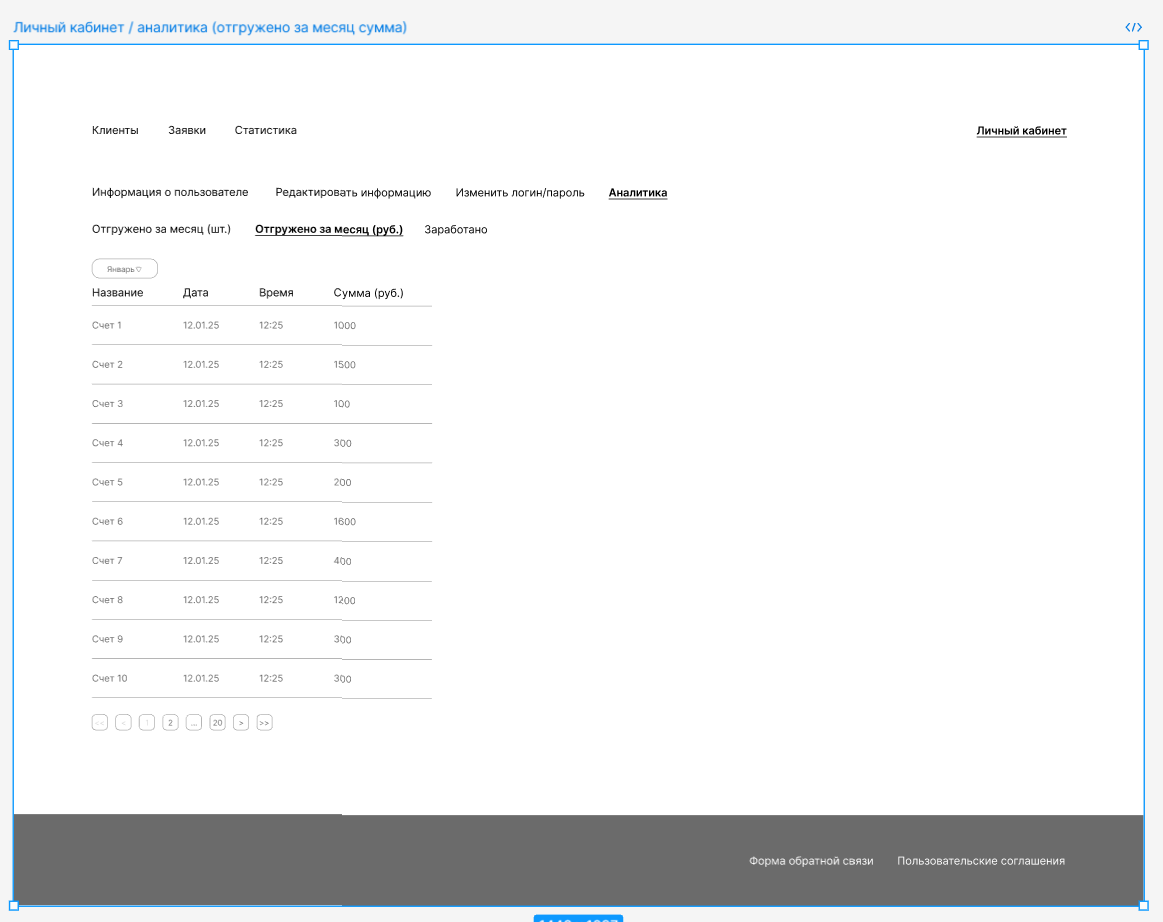 Личный кабинет / аналитика (отгружено за месяц сумма) </>
Клиенты Заявки Статистика Личный кабинет
Информация о пользователе Редактировать информацию Изменить логин/пароль Аналитика
Отгружено за месяц (шт.) Отгружено за месяц (руб.) Заработано
Январь ▽
Название Дата Время Сумма (руб.)
Счет 1 12.01.25 12:25 1000
Счет 2 12.01.25 12:25 1500
Счет 3 12.01.25 12:25 100
Счет 4 12.01.25 12:25 300
Счет 5 12.01.25 12:25 200
Счет 6 12.01.25 12:25 1600
Счет 7 12.01.25 12:25 400
Счет 8 12.01.25 12:25 1200
Счет 9 12.01.25 12:25 300
Счет 10 12.01.25 12:25 300
<< < 1 2 ... 20 > >>
Форма обратной связи Пользовательские соглашения